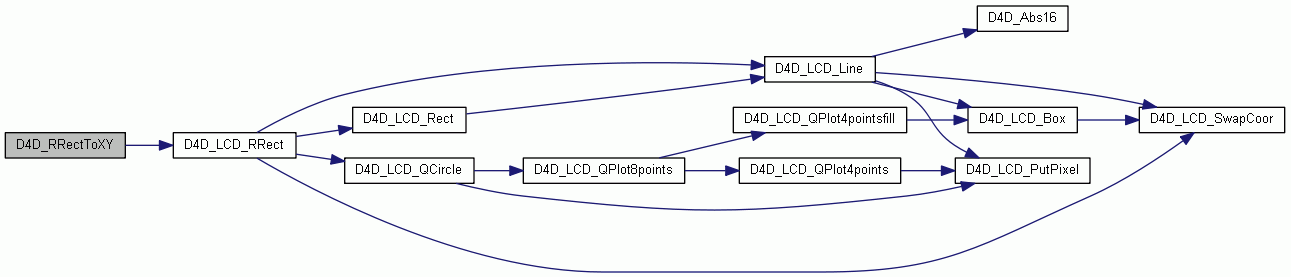 D4D_Abs16
D4D_LCD_Line
D4D_LCD_Rect
D4D_LCD_QPlot4pointsfill
D4D_LCD_Box
D4D_LCD_SwapCoor
D4D_RRectToXY
D4D_LCD_RRect
D4D_LCD_QCircle
D4D_LCD_QPlot8points
D4D_LCD_QPlot4points
D4D_LCD_PutPixel